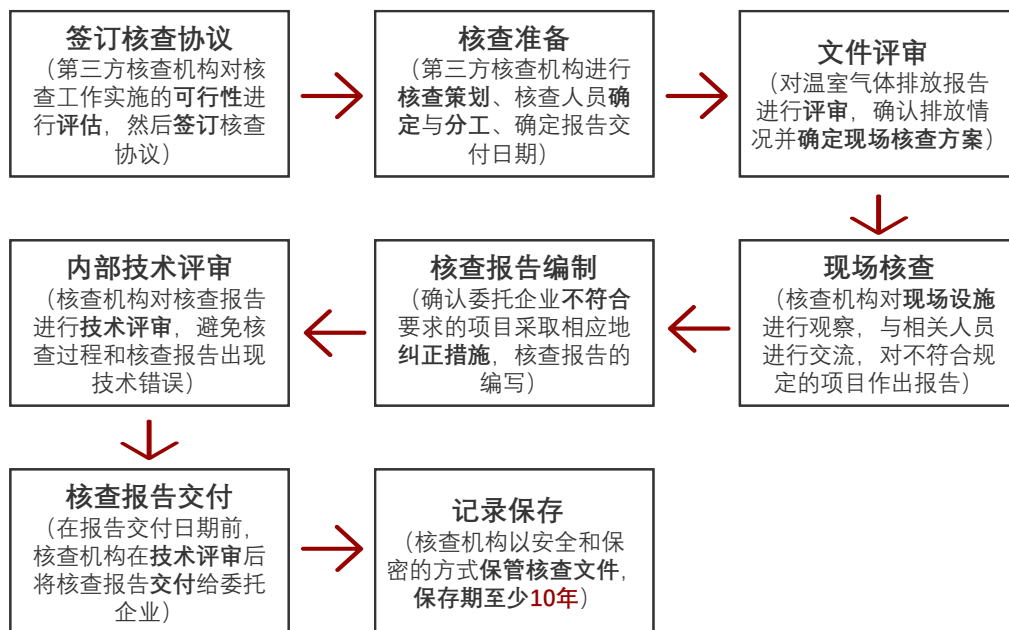 签订核查协议
（第三方核查机构对核
查工作实施的可行性进
行评估，然后签订核查
协议）
核查准备
（第三方核查机构进行
核查策划、核查人员确
定与分工、确定报告交
付日期）
文件评审
（对温室气体排放报告
进行评审，确认排放情
况并确定现场核查方案）
现场核查
（核查机构对现场设施
进行观察，与相关人员
进行交流，对不符合规
定的项目作出报告）
核查报告编制
（确认委托企业不符合
要求的项目采取相应地
纠正措施，核查报告的
编写）
内部技术评审
（核查机构对核查报告
进行技术评审，避免核
查过程和核查报告出现
技术错误）
核查报告交付
（在报告交付日期前，
核查机构在技术评审后
将核查报告交付给委托
企业）
记录保存
（核查机构以安全和保
密的方式保管核查文件，
保存期至少10年）